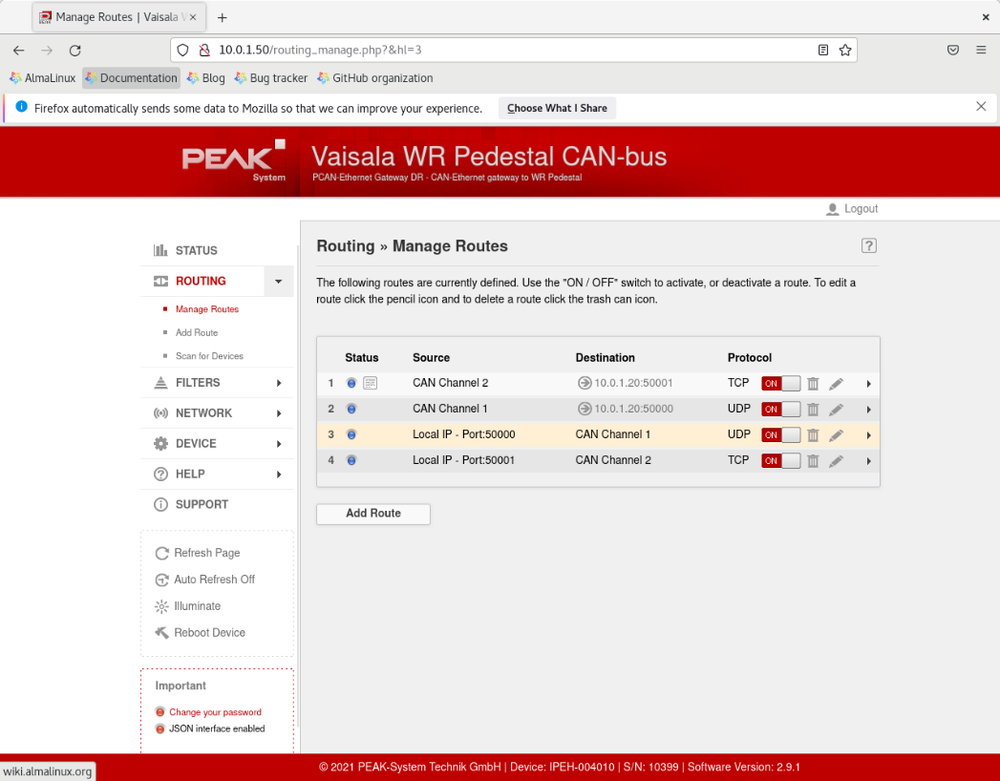 Manage Routes | Vaisala
10.0.1.50/routing_manage.php?&hl=3
AlmaLinux Documentation Blog Bug tracker GitHub organization
Firefox automatically sends some data to Mozilla so that we can improve your experience. Choose What I Share
PEAK
System
Vaisala WR Pedestal CAN-bus
PCAN-Ethernet Gateway DR - CAN-Ethernet gateway to WR Pedestal
Logout
STATUS
ROUTING
Manage Routes
Add Route
Scan for Devices
FILTERS
NETWORK
DEVICE
HELP
SUPPORT
Refresh Page
Auto Refresh Off
Illuminate
Reboot Device
Important
Change your password
JSON interface enabled
Routing » Manage Routes
?
The following routes are currently defined. Use the "ON / OFF" switch to activate, or deactivate a route. To edit a
route click the pencil icon and to delete a route click the trash can icon.
Status Source Destination Protocol
1 CAN Channel 2 10.0.1.20:50001 TCP ON
2 CAN Channel 1 10.0.1.20:50000 UDP ON
3 Local IP - Port:50000 CAN Channel 1 UDP ON
4 Local IP - Port:50001 CAN Channel 2 TCP ON
Add Route
wiki.almalinux.org
© 2021 PEAK-System Technik GmbH | Device: IPEH-004010 | S/N: 10399 | Software Version: 2.9.1